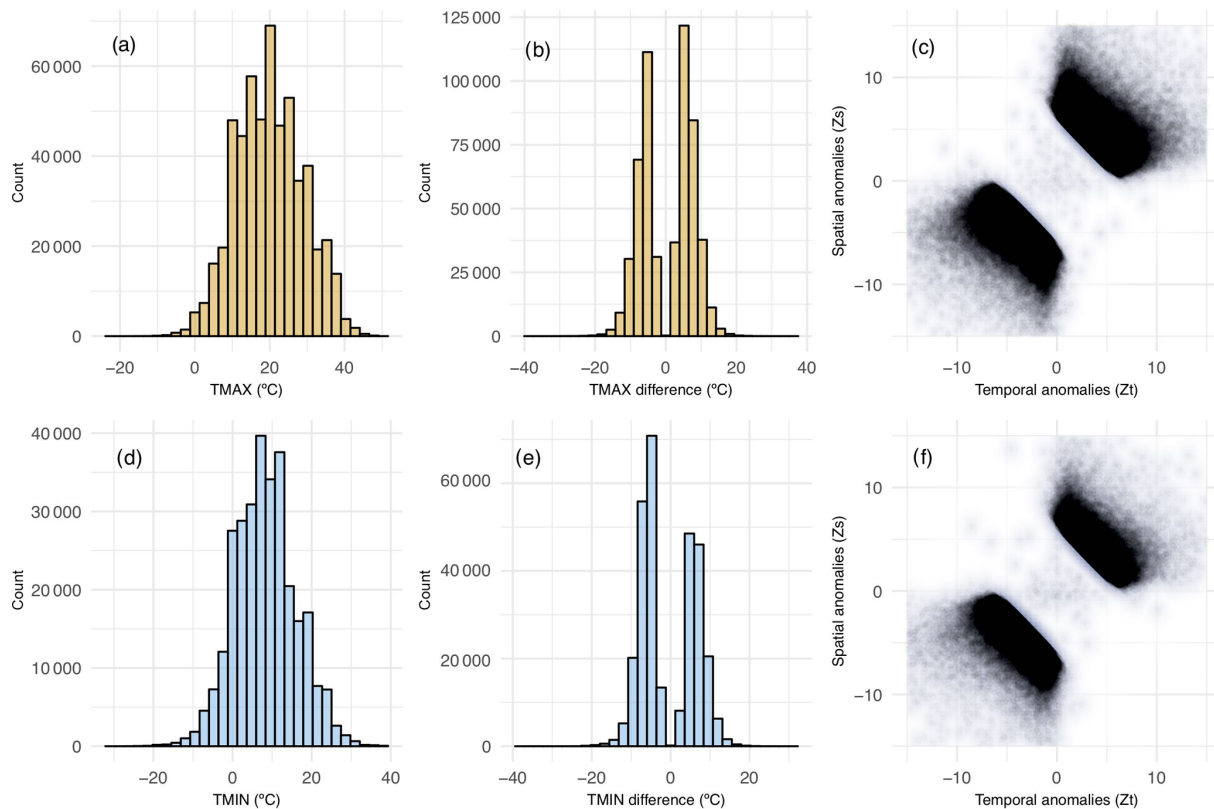 (a)
60 000
40 000
20 000
0
Count
−20
0
20
40
TMAX (ºC)
(b)
125 000
100 000
75 000
50 000
25 000
0
Count
−40
−20
0
20
40
TMAX difference (ºC)
(c)
10
0
−10
Spatial anomalies (Zs)
−10
0
10
Temporal anomalies (Zt)
(d)
40 000
30 000
20 000
10 000
0
Count
−20
0
20
40
TMIN (ºC)
(e)
60 000
40 000
20 000
0
Count
−40
−20
0
20
TMIN difference (ºC)
(f)
10
0
−10
Spatial anomalies (Zs)
−10
0
10
Temporal anomalies (Zt)